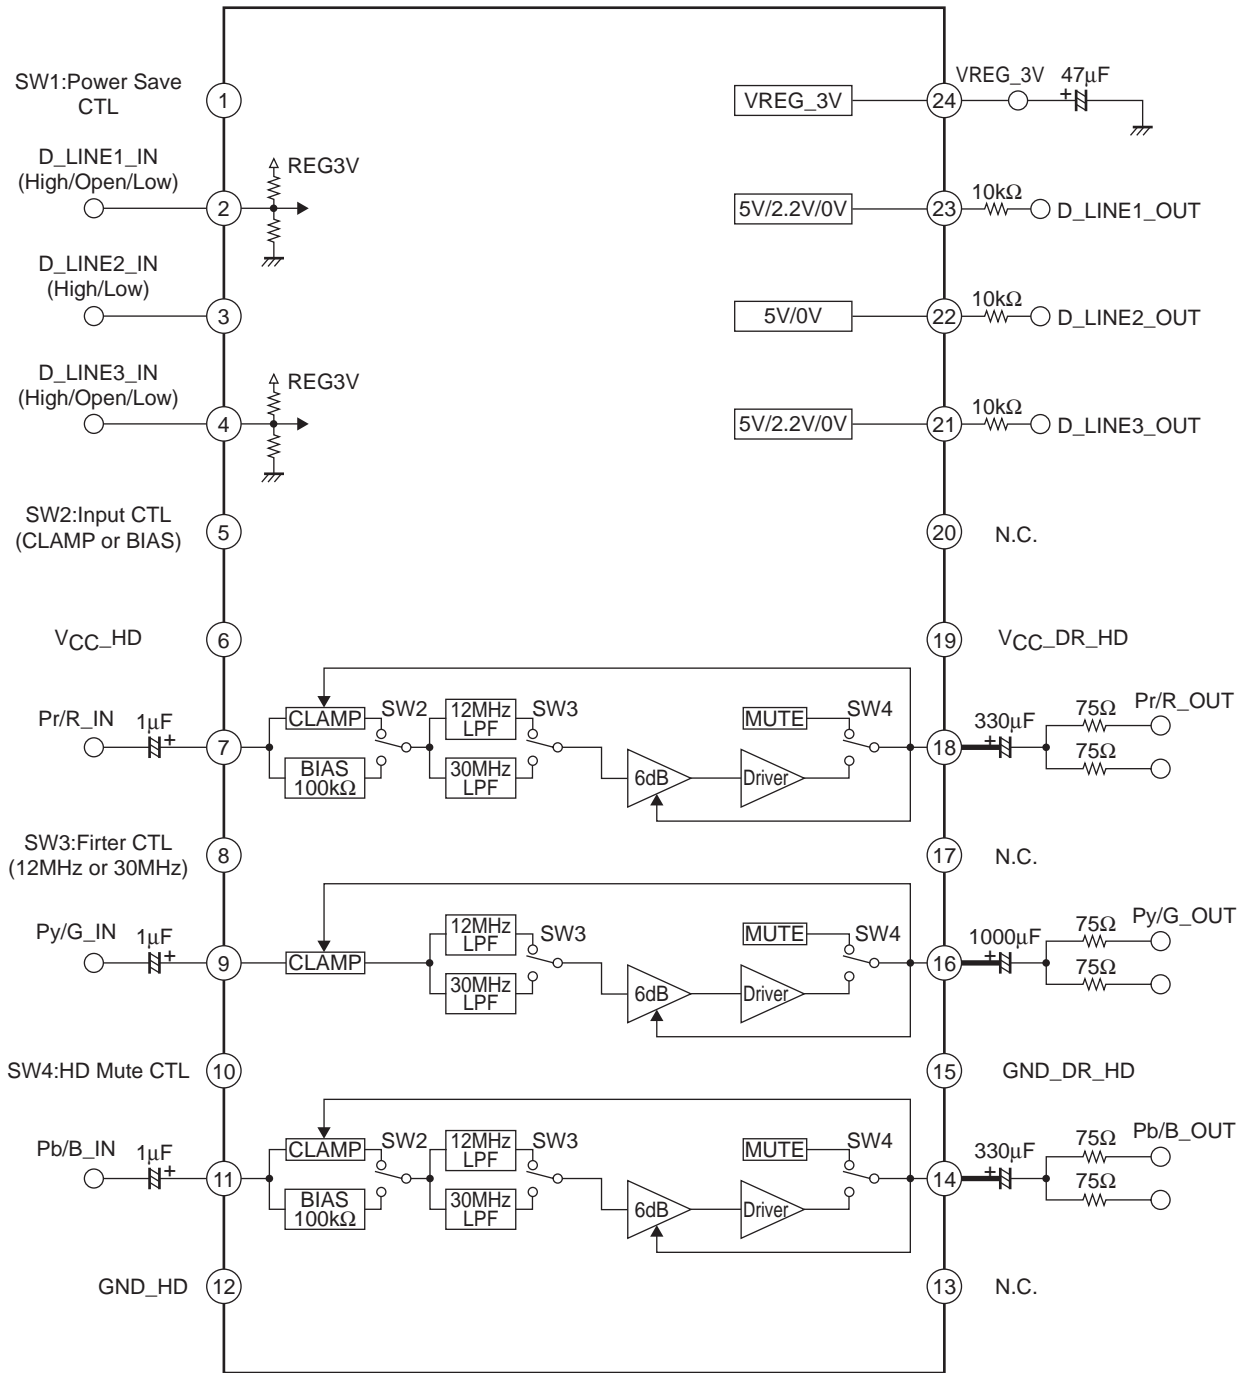 SW1:Power Save
CTL
1
VREG_3V
24
VREG_3V
47μF
+
D_LINE1_IN
(High/Open/Low)
2
REG3V
5V/2.2V/0V
23
10kΩ
D_LINE1_OUT
D_LINE2_IN
(High/Low)
3
5V/0V
22
10kΩ
D_LINE2_OUT
D_LINE3_IN
(High/Open/Low)
4
REG3V
5V/2.2V/0V
21
10kΩ
D_LINE3_OUT
SW2:Input CTL
(CLAMP or BIAS)
5
20
N.C.
VCC_HD
6
19
VCC_DR_HD
Pr/R_IN
1μF
+
7
CLAMP
BIAS
100kΩ
SW2
12MHz
LPF
30MHz
LPF
SW3
6dB
Driver
MUTE
SW4
18
330μF
+
75Ω
75Ω
Pr/R_OUT
SW3:Firter CTL
(12MHz or 30MHz)
8
17
N.C.
Py/G_IN
1μF
+
9
CLAMP
12MHz
LPF
30MHz
LPF
SW3
6dB
Driver
MUTE
SW4
16
1000μF
+
75Ω
75Ω
Py/G_OUT
SW4:HD Mute CTL
10
15
GND_DR_HD
Pb/B_IN
1μF
+
11
CLAMP
BIAS
100kΩ
SW2
12MHz
LPF
30MHz
LPF
SW3
6dB
Driver
MUTE
SW4
14
330μF
+
75Ω
75Ω
Pb/B_OUT
GND_HD
12
13
N.C.